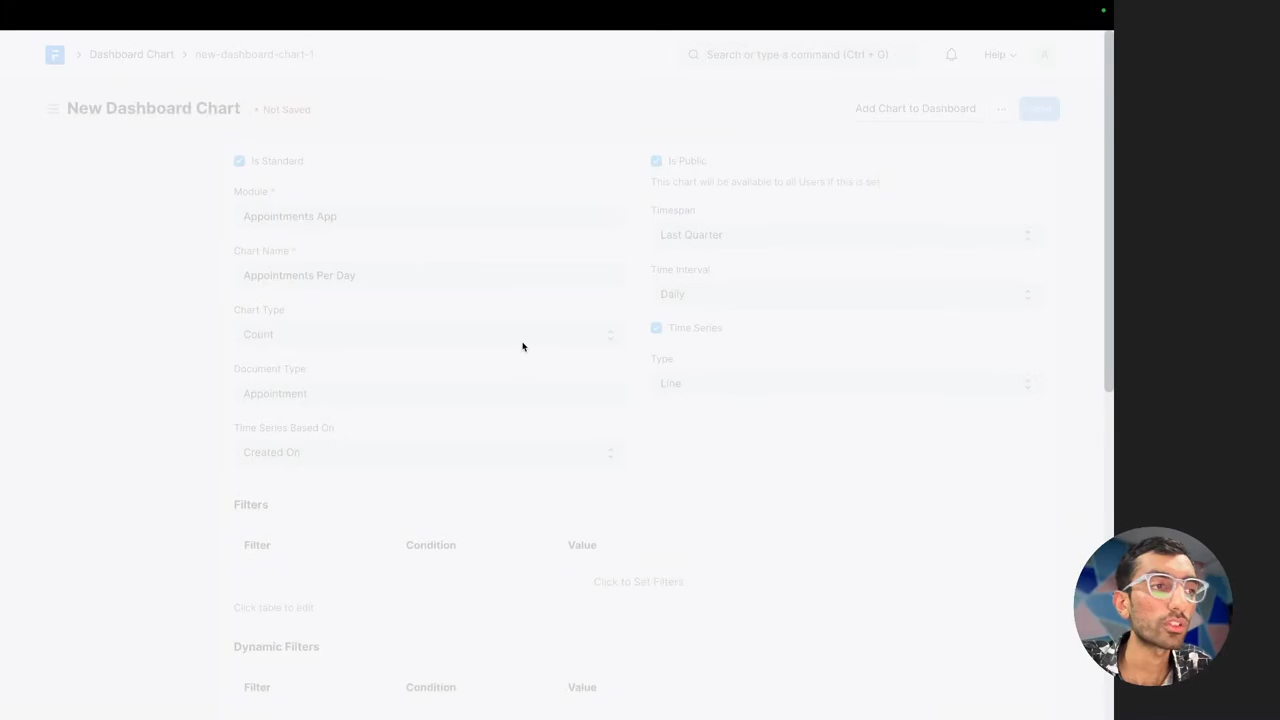 Dashboard Chart
new-dashboard-chart-1
Search or type a command (Ctrl + G)
Help
A
New Dashboard Chart
• Not Saved
Add Chart to Dashboard
...
Is Standard
Module *
Appointments App
Chart Name *
Appointments Per Day
Chart Type
Count
Document Type
Appointment
Time Series Based On
Created On
Is Public
This chart will be available to all Users if this is set
Timespan
Last Quarter
Time Interval
Daily
Time Series
Type
Line
Filters
Filter Condition Value
Click to Set Filters
Click table to edit
Dynamic Filters
Filter Condition Value